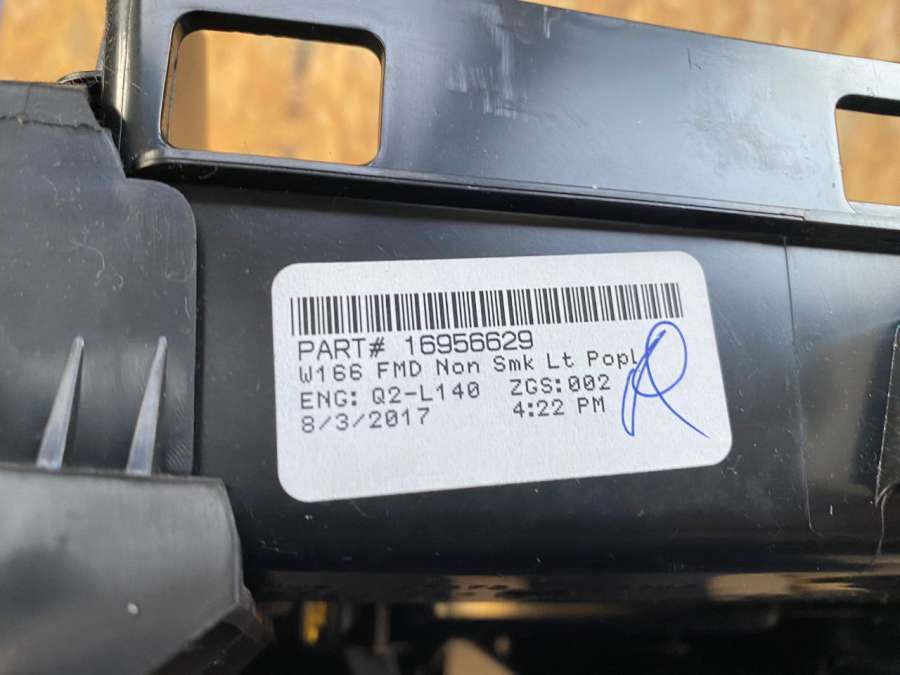 PART# 16956629
W166 FMD Non Smk Lt Popl
ENG: Q2-L140 ZGS:002
8/3/2017 4:22 PM
R